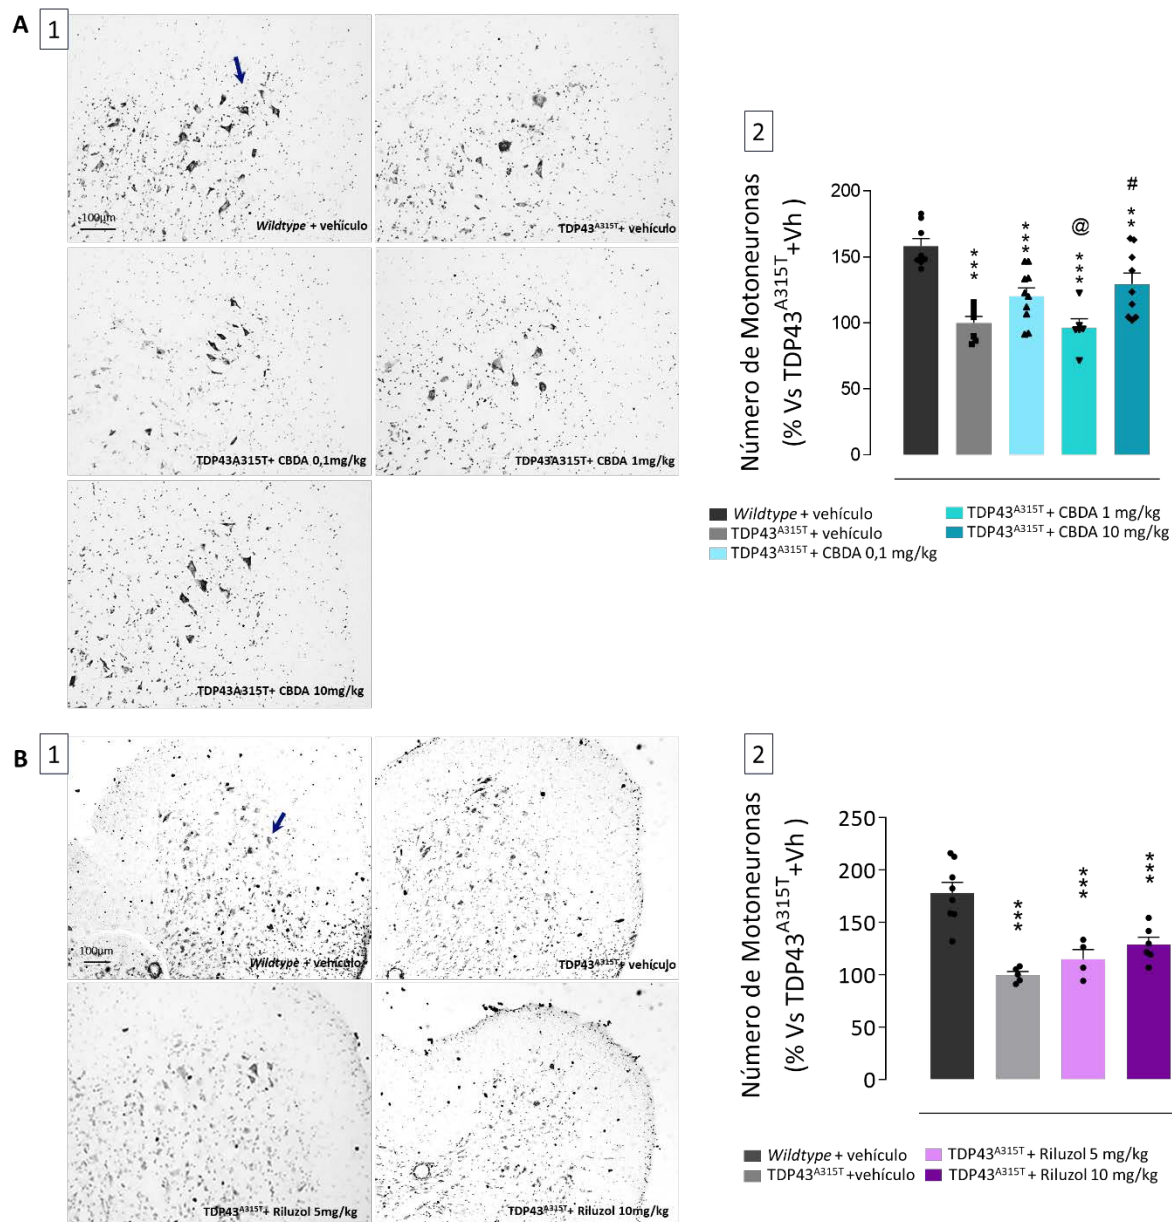 A
1
100µm
Wildtype + vehículo
TDP43A315T+ vehículo
TDP43A315T+ CBDA 0,1mg/kg
TDP43A315T+ CBDA 1mg/kg
TDP43A315T+ CBDA 10mg/kg
2
Número de Motoneuronas
(% Vs TDP43A315T+Vh)
200
150
100
50
0
***
***
@
***
#
**
Wildtype + vehículo
TDP43A315T + vehículo
TDP43A315T + CBDA 0,1 mg/kg
TDP43A315T + CBDA 1 mg/kg
TDP43A315T + CBDA 10 mg/kg
B
1
100µm
Wildtype + vehículo
TDP43A315T+ vehículo
TDP43A315T+ Riluzol 5mg/kg
TDP43A315T+ Riluzol 10mg/kg
2
Número de Motoneuronas
(% Vs TDP43A315T+Vh)
250
200
150
100
50
0
***
***
***
Wildtype + vehículo
TDP43A315T +vehículo
TDP43A315T + Riluzol 5 mg/kg
TDP43A315T + Riluzol 10 mg/kg